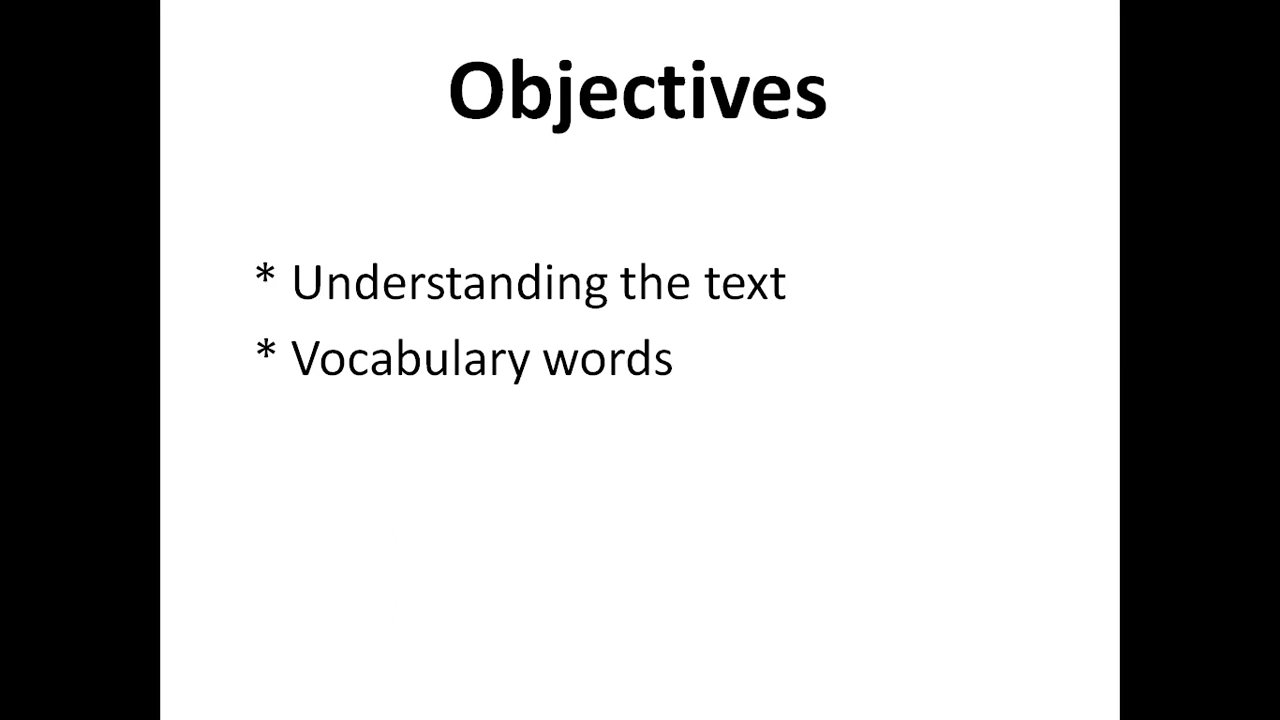 Objectives
* Understanding the text
* Vocabulary words